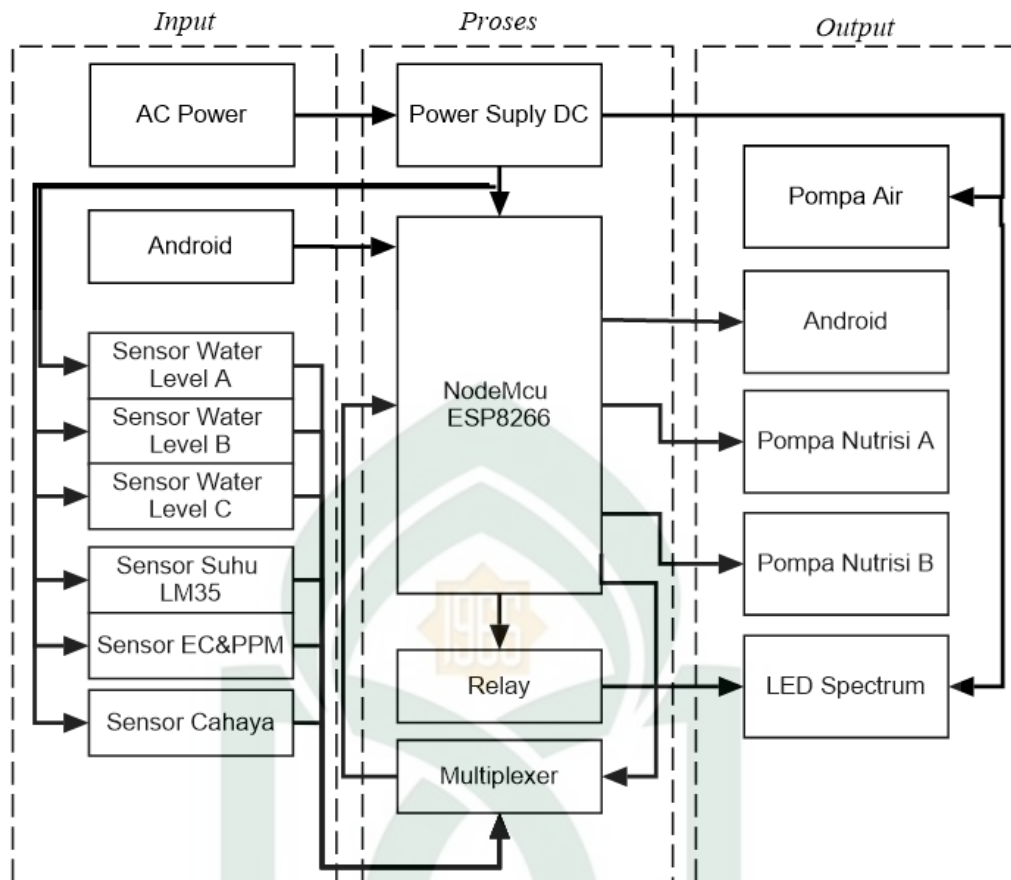 Input
Proses
Output
AC Power
Power Suply DC
Pompa Air
Android
Android
Sensor Water
Level A
Sensor Water
Level B
Sensor Water
Level C
NodeMcu
ESP8266
Pompa Nutrisi A
Sensor Suhu
LM35
Pompa Nutrisi B
Sensor EC&PPM
1965
Relay
LED Spectrum
Sensor Cahaya
Multiplexer